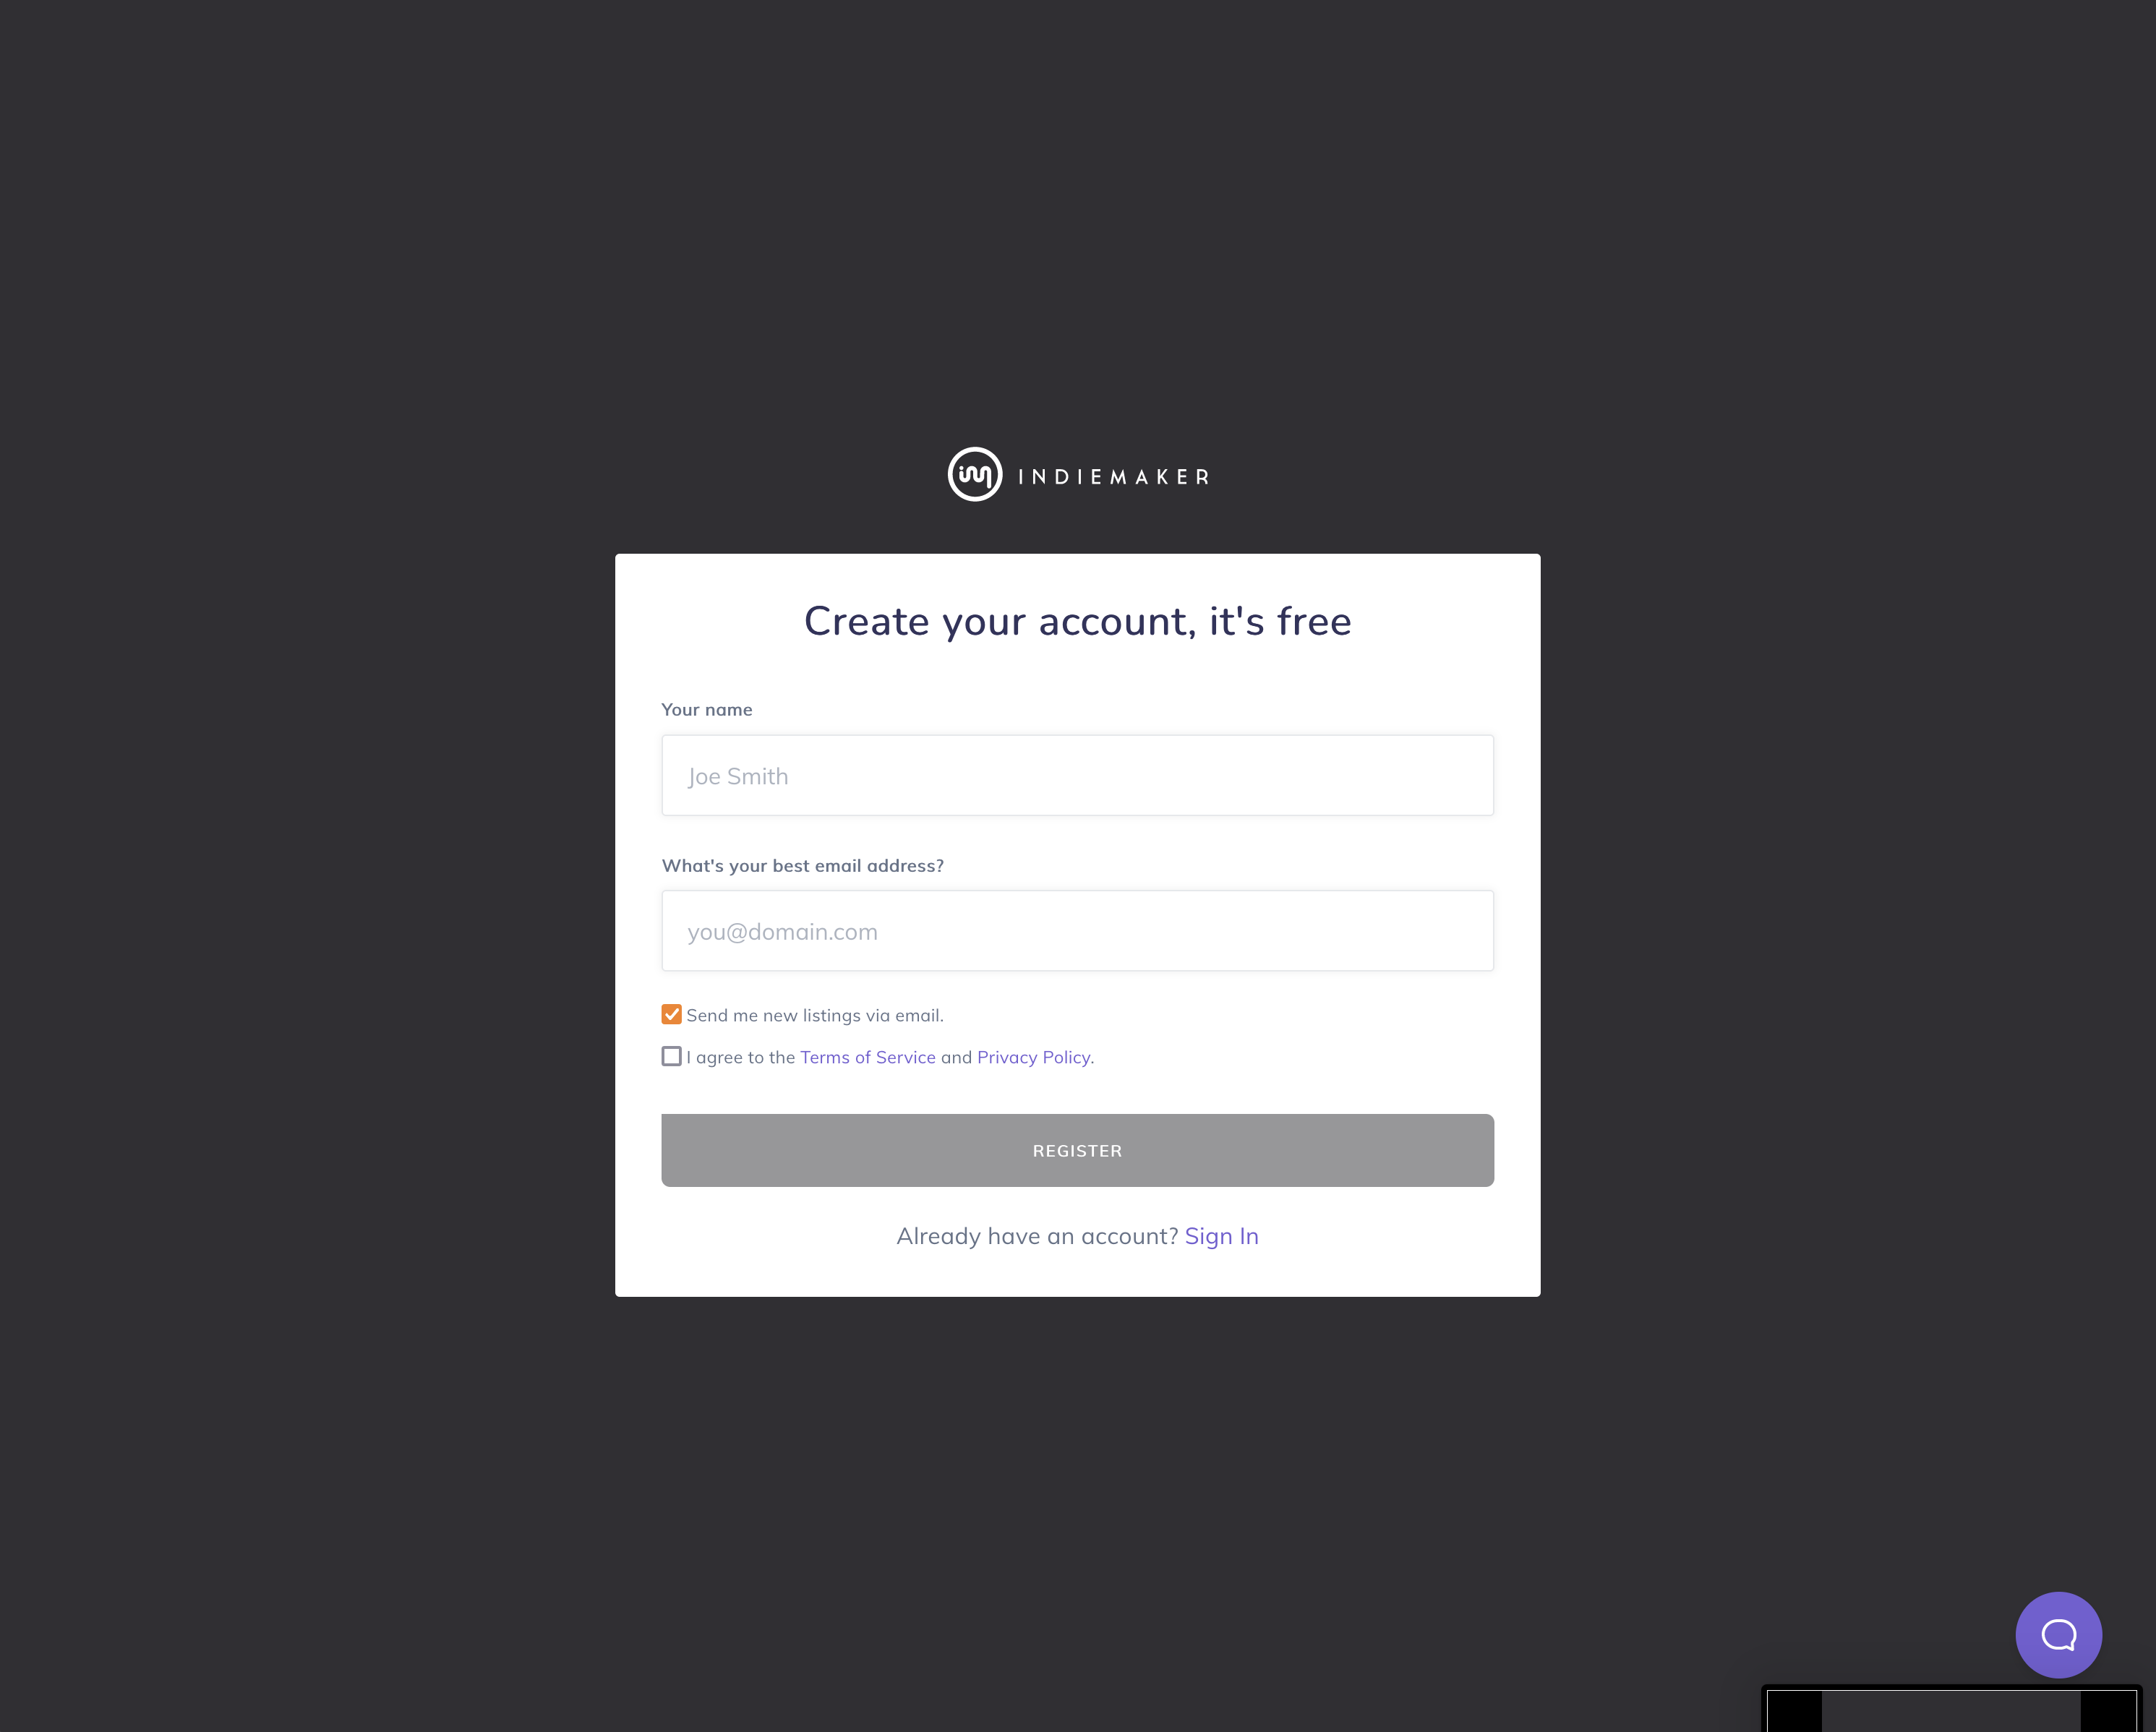 im INDIEMAKER
Create your account, it's free
Your name
Joe Smith
What's your best email address?
you@domain.com
Send me new listings via email.
I agree to the Terms of Service and Privacy Policy.
REGISTER
Already have an account? Sign In